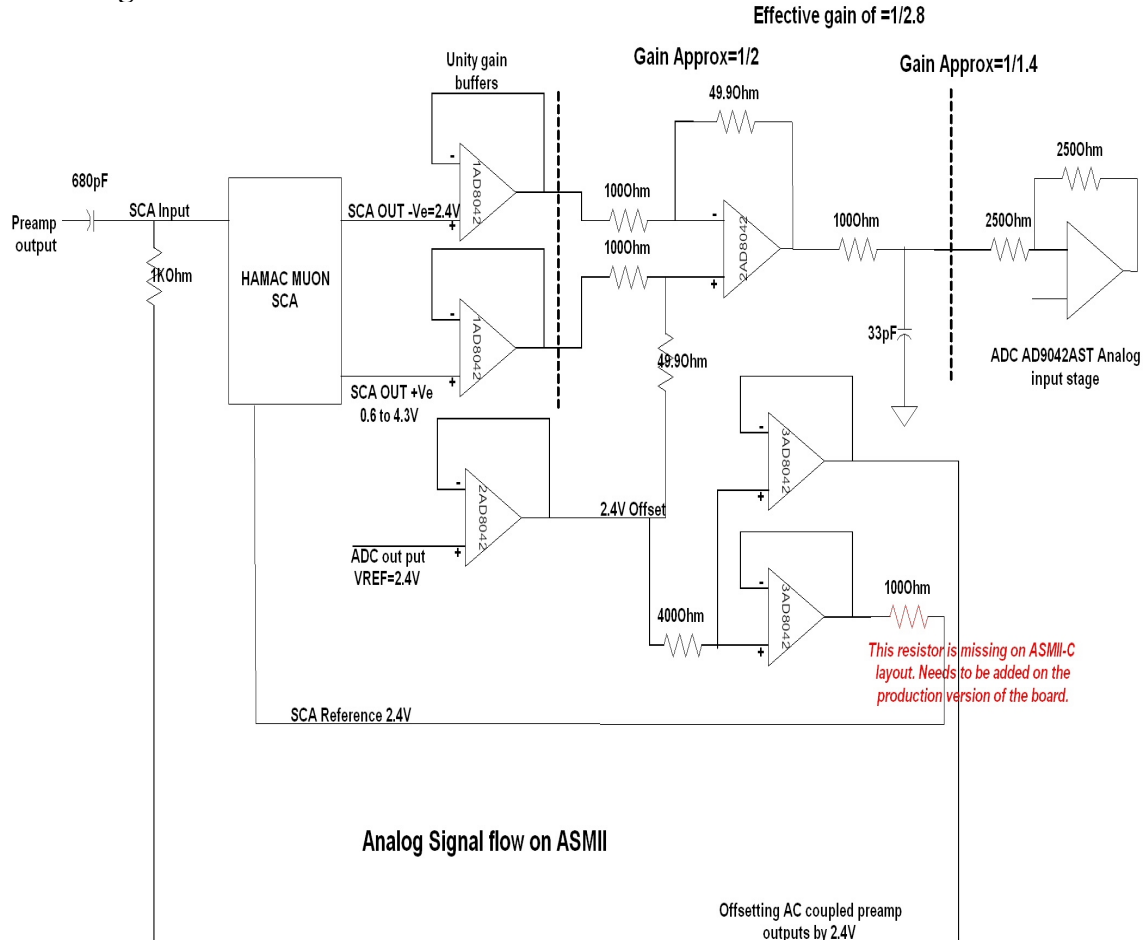 Effective gain of =1/2.8
Gain Approx=1/2
Gain Approx=1/1.4
Unity gain
buffers
49.9Ohm
250Ohm
680pF
Preamp
output
SCA Input
1KOhm
HAMAC MUON
SCA
SCA OUT -Ve=2.4V
-
+
1AD8042
100Ohm
100Ohm
-
+
2AD8042
100Ohm
250Ohm
-
+
1AD8042
33pF
49.9Ohm
ADC AD9042AST Analog
input stage
SCA OUT +Ve
0.6 to 4.3V
-
+
2AD8042
ADC out put
VREF=2.4V
2.4V Offset
-
+
3AD8042
400Ohm
-
+
3AD8042
100Ohm
This resistor is missing on ASMII-C
layout. Needs to be added on the
production version of the board.
SCA Reference 2.4V
Analog Signal flow on ASMII
Offsetting AC coupled preamp
outputs by 2.4V